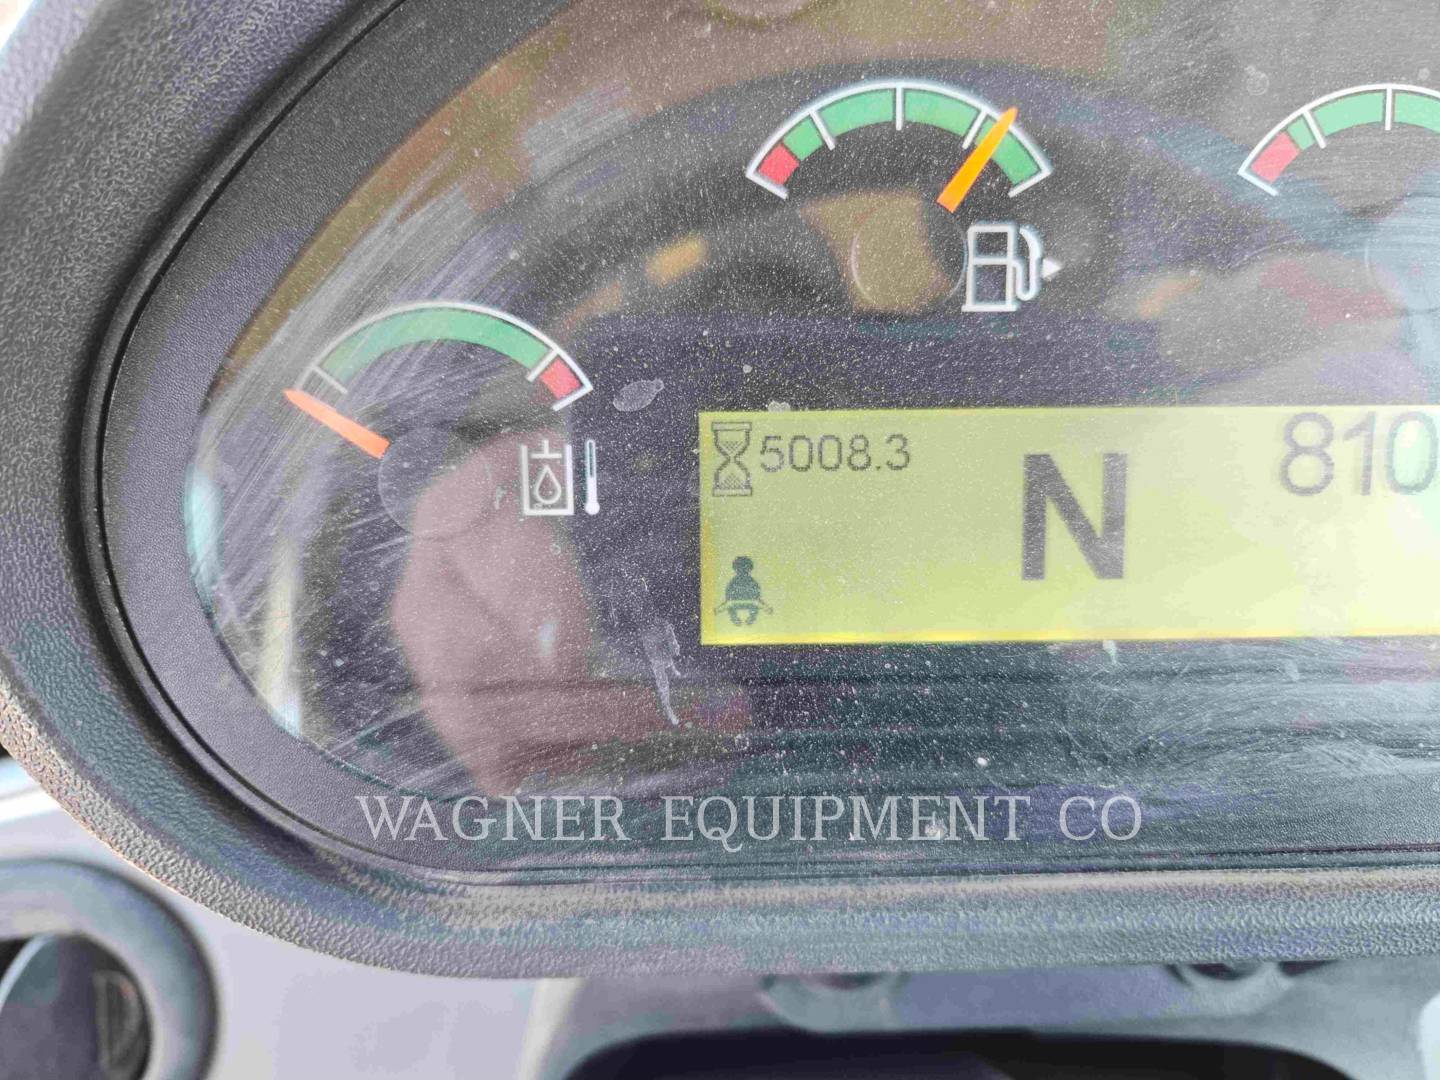 5008.3
N
810
WAGNER EQUIPMENT CO